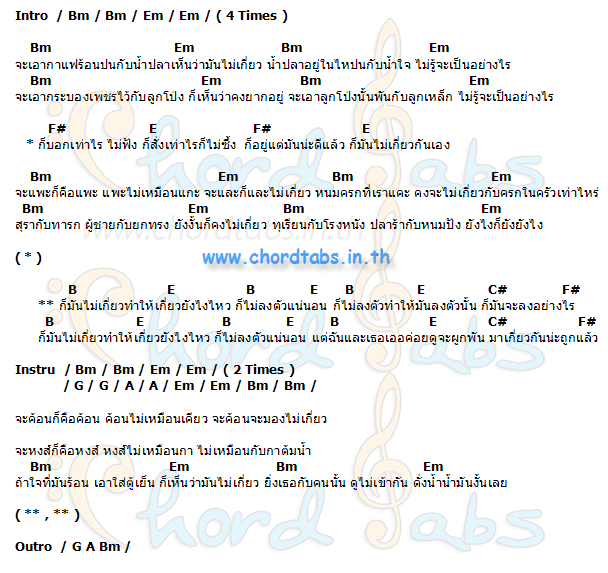 Intro / Bm / Bm / Em / Em / ( 4 Times )
Bm Em Bm Em
จะเอากาแฟร้อนปนกับน้ำปลาเห็นว่ามันไม่เกี่ยว น้ำปลาอยู่ในไหปนกับน้ำใจ ไม่รู้จะเป็นอย่างไร
Bm Em Bm Em
จะเอากระบองเพชรไว้กับลูกโป่ง ก็เห็นว่าคงยากอยู่ จะเอาลูกโป่งนั้นพันกับลูกเหล็ก ไม่รู้จะเป็นอย่างไร
F# E F# E
* ก็บอกเท่าไร ไม่ฟัง ก็สั่งเท่าไรก็ไม่ซึ้ง ก็อยู่แต่มันน่ะดีแล้ว ก็มันไม่เกี่ยวกันเอง
Bm Em Bm Em
จะแพะก็คือแพะ แพะไม่เหมือนแกะ จะแลและก็และไม่เกี่ยว หนมครกที่เราแคะ คงจะไม่เกี่ยวกับครกในครัวเท่าไหร่
Bm Em Bm Em
สุรากับทารก ผู้ชายกับยกทรง ยังงั้นก็คงไม่เกี่ยว ทุเรียนกับโรงหนัง ปลาร้ากับหนมปัง ยังไงก็ยังยังไง
( * )
www.chordtabs.in.th
B E B E B E C# F#
** ก็มันไม่เกี่ยวทำให้เกี่ยวยังไงไหว ก็ไม่ลงตัวแน่นอน ก็ไม่ลงตัวทำให้มันลงตัวนั้น ก็มันจะลงอย่างไร
B E B E B E C# F#
ก็มันไม่เกี่ยวทำให้เกี่ยวยังไงไหว ก็ไม่ลงตัวแน่นอน แต่ฉันและเธอเออค่อยดูจะผูกพัน มาเกี่ยวกันน่ะถูกแล้ว
Instru / Bm / Bm / Em / Em / ( 2 Times )
/ G / G / A / A / Em / Em / Bm / Bm /
จะค้อนก็คือค้อน ค้อนไม่เหมือนเคียว จะค้อนจะมองไม่เกี่ยว
จะหงส์ก็คือหงส์ หงส์ไม่เหมือนกา ไม่เหมือนกับกาต้มน้ำ
Bm Em Bm Em
ถ้าใจที่มันร้อน เอาใส่ตู้เย็น ก็เห็นว่ามันไม่เกี่ยว ยิ่งเธอกับคนนั้น ดูไม่เข้ากัน ดั่งน้ำน้ำมันงั้นเลย
( ** , ** )
Outro / G A Bm /